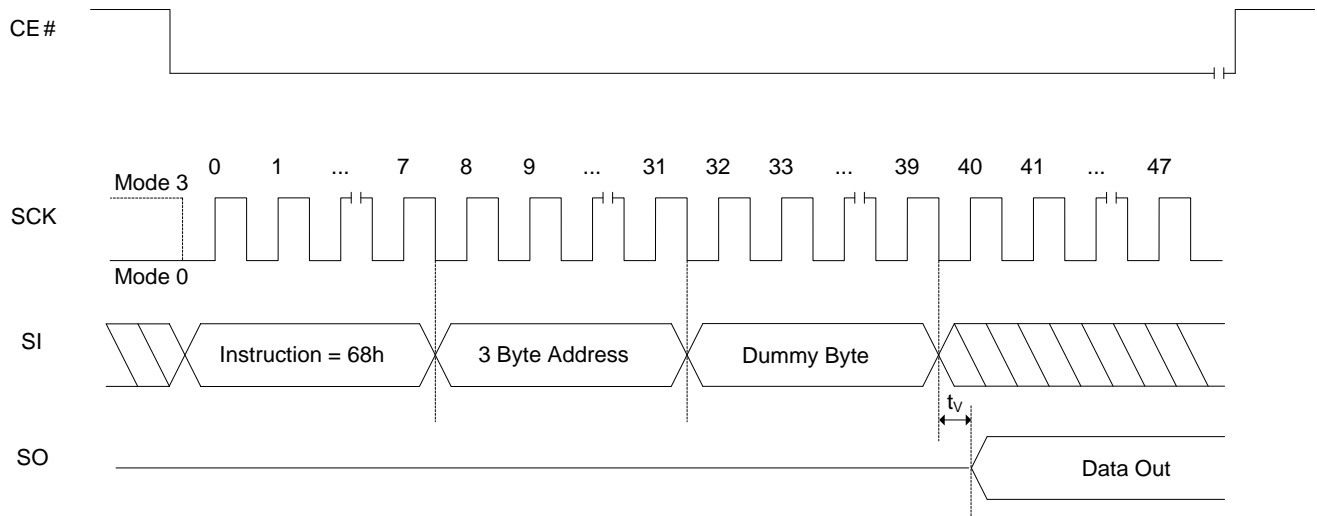 CE#
0 1 ... 7 8 9 ... 31 32 33 ... 39 40 41 ... 47
Mode 3
SCK
Mode 0
SI
Instruction = 68h
3 Byte Address
Dummy Byte
tV
SO
Data Out